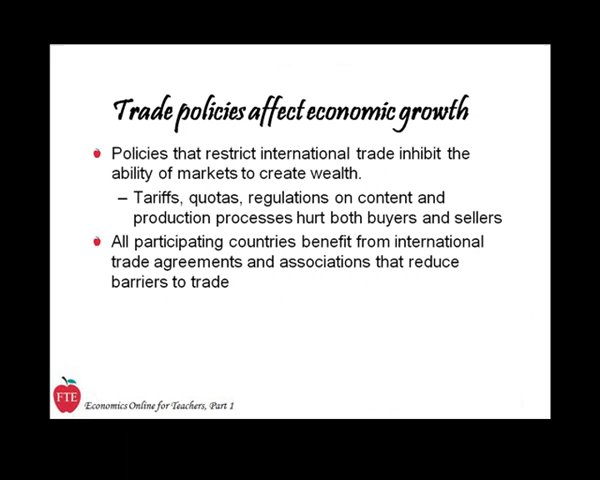 Trade policies affect economic growth
Policies that restrict international trade inhibit the
ability of markets to create wealth.
– Tariffs, quotas, regulations on content and
production processes hurt both buyers and sellers
All participating countries benefit from international
trade agreements and associations that reduce
barriers to trade
FTE
Economics Online for Teachers, Part 1